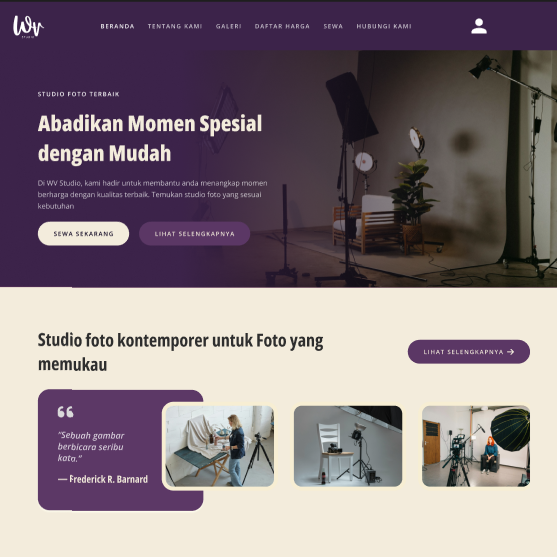 Wv
STUDIO
BERANDA TENTANG KAMI GALERI DAFTAR HARGA SEWA HUBUNGI KAMI
STUDIO FOTO TERBAIK
Abadikan Momen Spesial
dengan Mudah
Di WV Studio, kami hadir untuk membantu anda menangkap momen
berharga dengan kualitas terbaik. Temukan studio foto yang sesuai
kebutuhan
SEWA SEKARANG LIHAT SELENGKAPNYA
Studio foto kontemporer untuk Foto yang
memukau
LIHAT SELENGKAPNYA →
“Sebuah gambar
berbicara seribu
kata.”
— Frederick R. Barnard